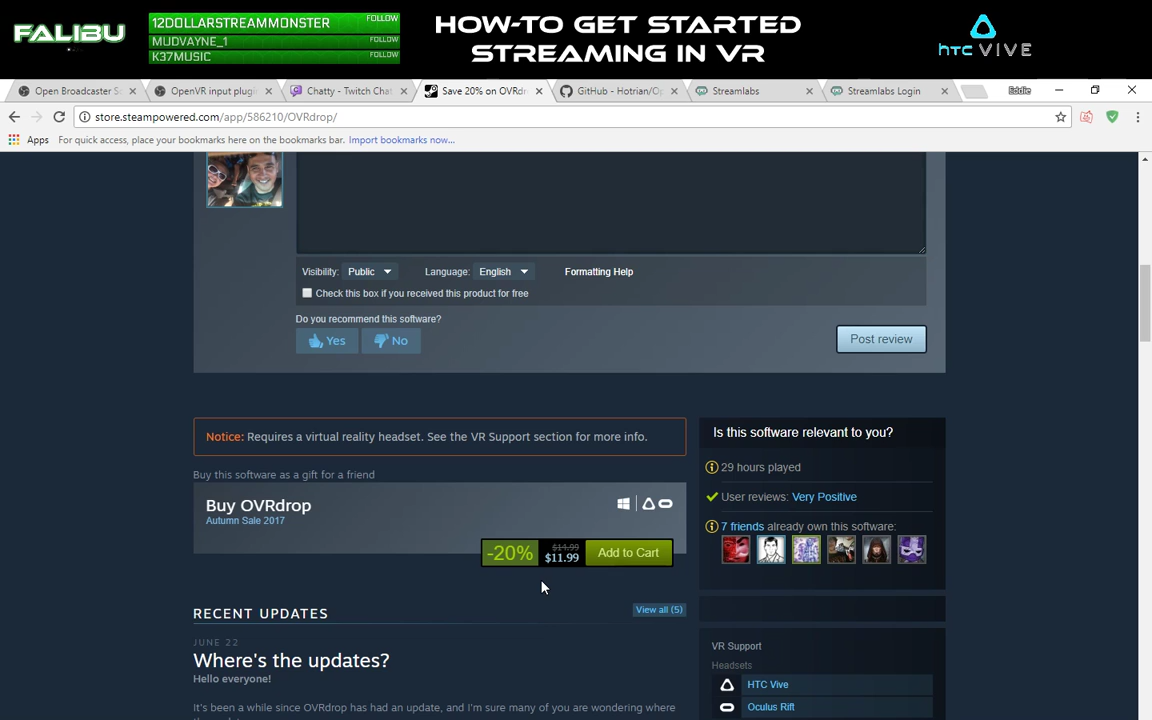 FALIBU
12DOLLARSTREAMMONSTER FOLLOW
MUDVAYNE_1 FOLLOW
K37MUSIC FOLLOW
HOW-TO GET STARTED
STREAMING IN VR
HTC VIVE
Open Broadcaster So
OpenVR input plugin
Chatty - Twitch Chat
Save 20% on OVRdro
GitHub - Hotrian/Op
Streamlabs
Streamlabs Login
Eddie
store.steampowered.com/app/586210/OVRdrop/
Apps For quick access, place your bookmarks here on the bookmarks bar. Import bookmarks now...
Visibility: Public Language: English Formatting Help
Check this box if you received this product for free
Do you recommend this software?
Yes No Post review
Notice: Requires a virtual reality headset. See the VR Support section for more info.
Buy this software as a gift for a friend
Buy OVRdrop
Autumn Sale 2017
-20% $14.99 $11.99 Add to Cart
Is this software relevant to you?
29 hours played
User reviews: Very Positive
7 friends already own this software:
RECENT UPDATES View all (5)
JUNE 22
Where's the updates?
Hello everyone!
It's been a while since OVRdrop has had an update, and I'm sure many of you are wondering where
VR Support
Headsets
HTC Vive
Oculus Rift